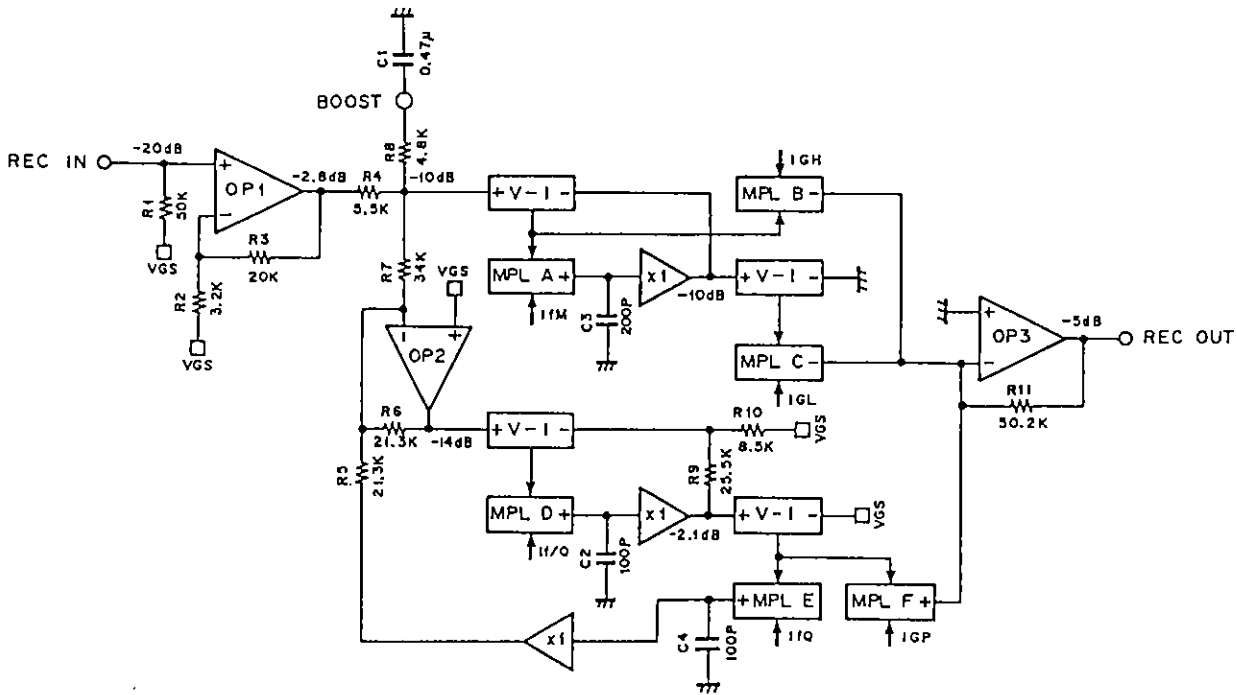 C1
0.47μ
BOOST
R8
4.8K
REC IN
-20dB
+
OP1
-
-2.8dB
R4
5.5K
-10dB
R1
50K
VGS
R3
20K
R2
3.2K
VGS
+ V-I -
IGH
MPL B-
R7
34K
VGS
MPL A+
IfM
C3
200P
x1
-10dB
+ V-I -
- +
OP2
MPL C-
IGL
+
OP3
-
-5dB
REC OUT
R11
50.2K
R6
21.3K
-14dB
R5
21.3K
+ V-I -
R10
8.5K
VGS
R9
25.5K
MPL D+
If/Q
C2
100P
x1
-2.1dB
+ V-I -
VGS
x1
C4
100P
+MPL E
IfQ
MPL F+
IGP